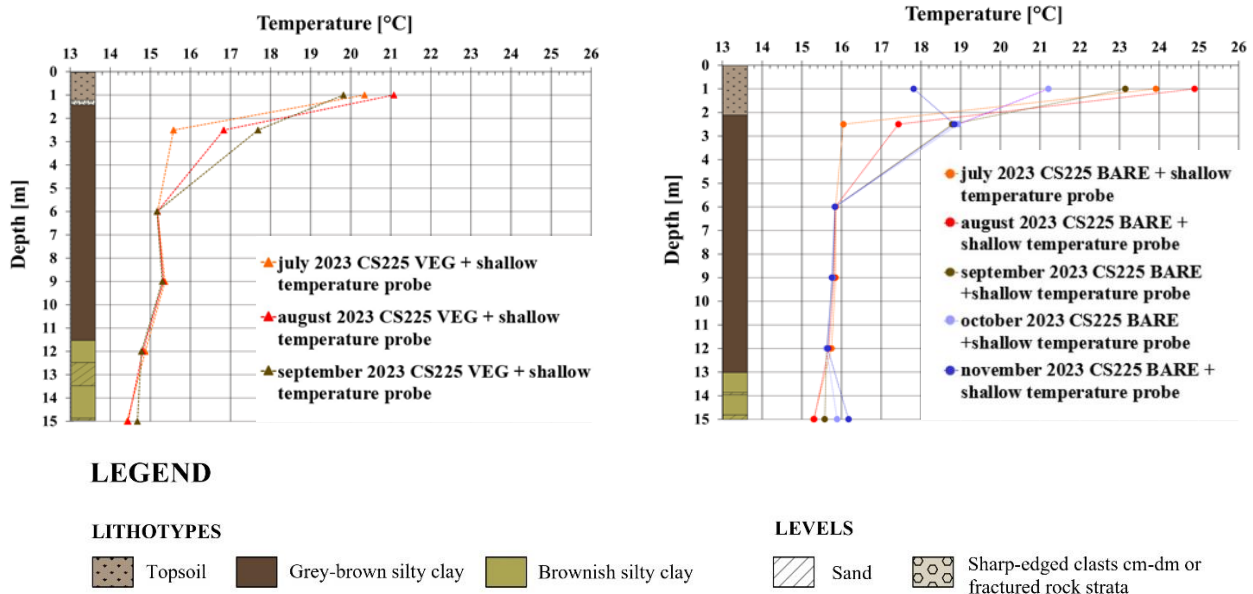 Temperature [°C]
13 14 15 16 17 18 19 20 21 22 23 24 25 26
Depth [m]
0
1
2
3
4
5
6
7
8
9
10
11
12
13
14
15
july 2023 CS225 VEG + shallow
temperature probe
august 2023 CS225 VEG + shallow
temperature probe
september 2023 CS225 VEG + shallow
temperature probe
Temperature [°C]
13 14 15 16 17 18 19 20 21 22 23 24 25 26
Depth [m]
0
1
2
3
4
5
6
7
8
9
10
11
12
13
14
15
july 2023 CS225 BARE + shallow
temperature probe
august 2023 CS225 BARE +
shallow temperature probe
september 2023 CS225 BARE
+shallow temperature probe
october 2023 CS225 BARE
+shallow temperature probe
november 2023 CS225 BARE +
shallow temperature probe
LEGEND
LITHOTYPES
Topsoil
Grey-brown silty clay
Brownish silty clay
LEVELS
Sand
Sharp-edged clasts cm-dm or
fractured rock strata